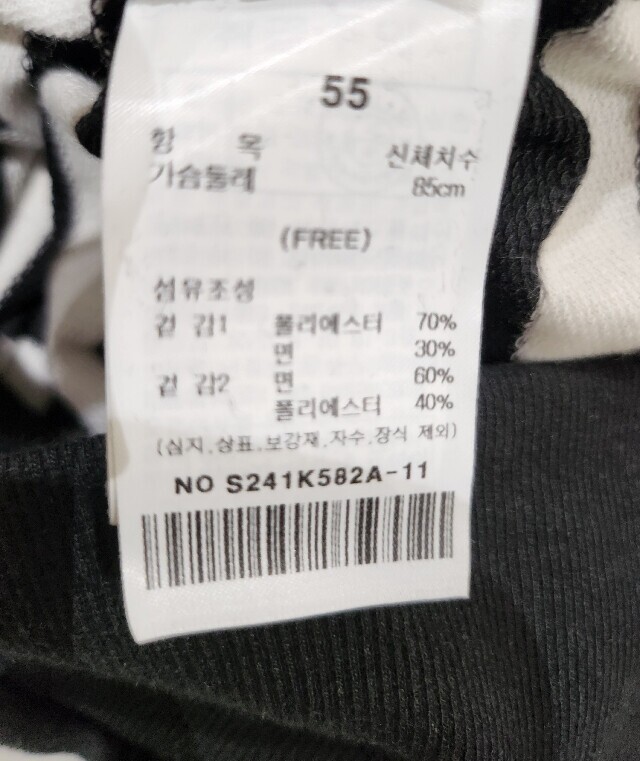 55
항 목 신체치수
가슴둘레 85cm
(FREE)
섬유조성
겉 감1 폴리에스터 70%
면 30%
겉 감2 면 60%
폴리에스터 40%
(심지,상표,보강재,자수,장식 제외)
NO S241K582A-11